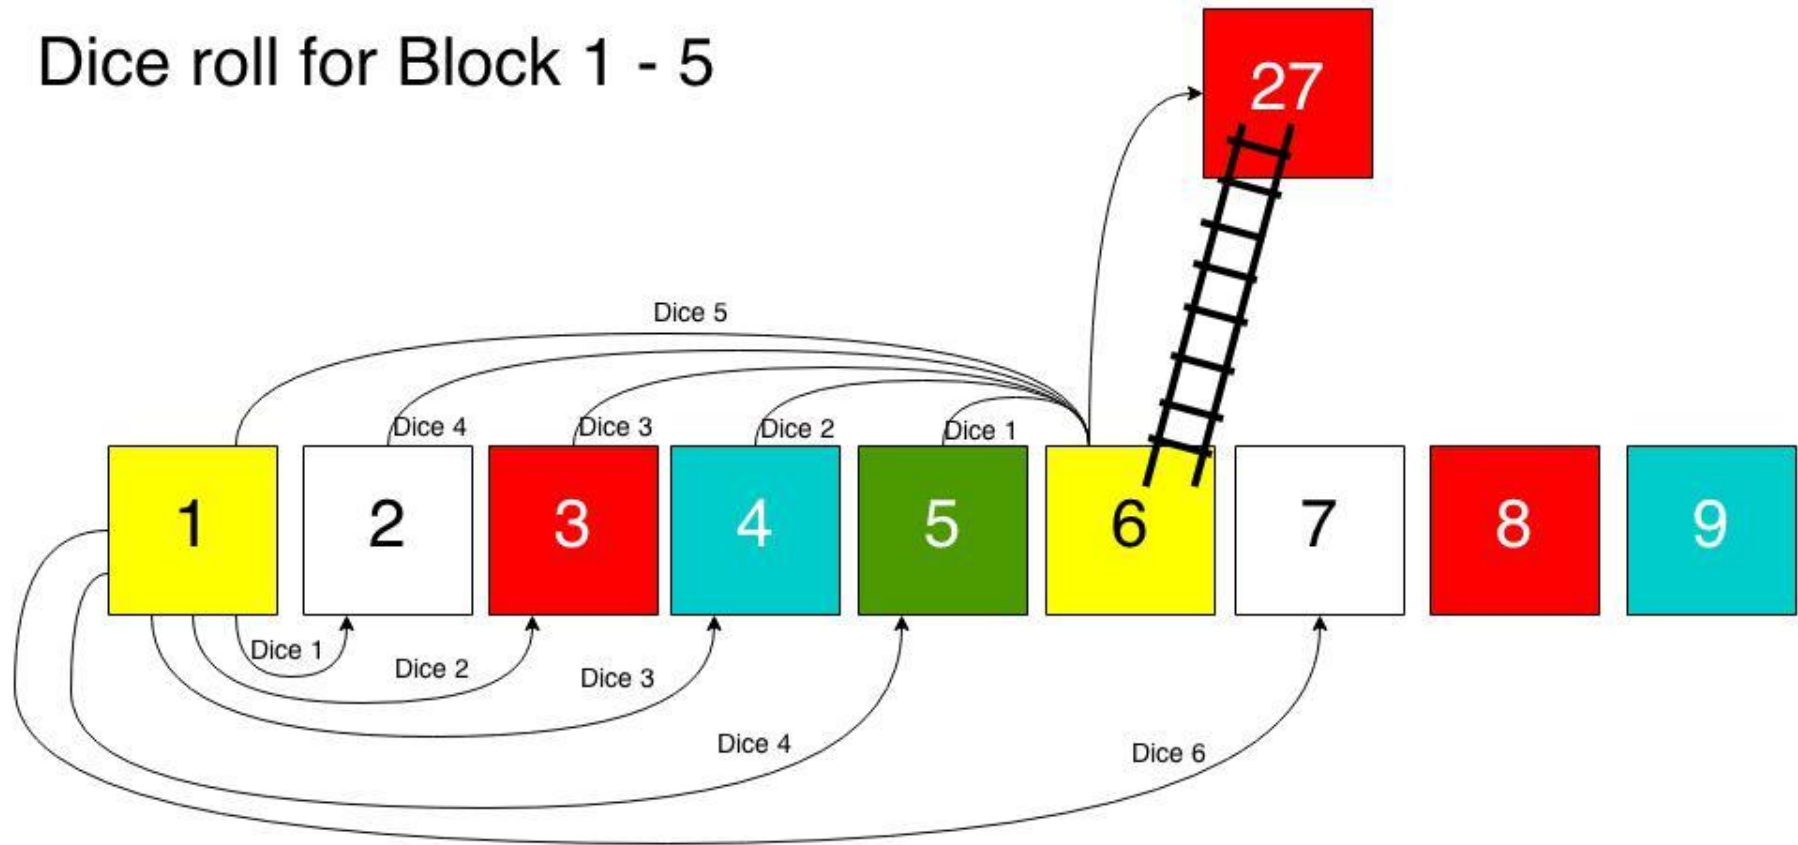 Dice roll for Block 1 - 5
27
Dice 5
Dice 4
Dice 3
Dice 2
Dice 1
1
2
3
4
5
6
7
8
9
Dice 1
Dice 2
Dice 3
Dice 4
Dice 6